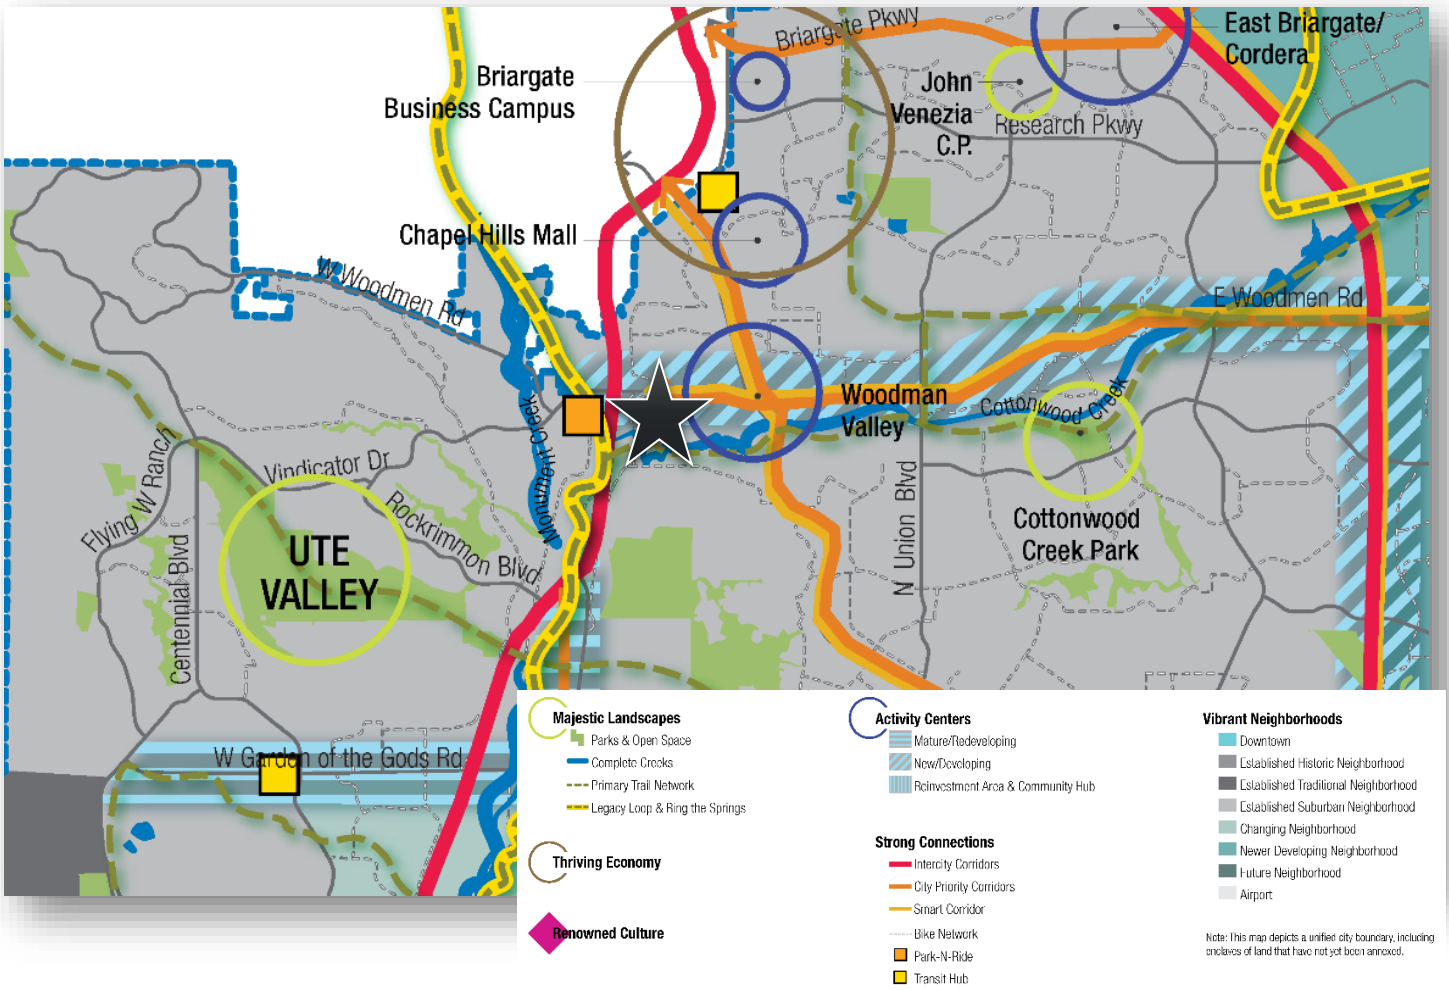 Briargate Pkwy
East Briargate/
Cordera
Briargate
Business Campus
John
Venezia
C.P.
Research Pkwy
Chapel Hills Mall
W Woodmen Rd
E Woodmen Rd
Woodman
Valley
Cottonwood Creek
Monument Creek
Flying W Ranch
Vindicator Dr
Rockrimmon Blvd
Centennial Blvd
UTE
VALLEY
N Union Blvd
Cottonwood
Creek Park
W Garden of the Gods Rd
Majestic Landscapes
Parks & Open Space
Complete Creeks
Primary Trail Network
Legacy Loop & Ring the Springs
Thriving Economy
Renowned Culture
Activity Centers
Mature/Redeveloping
New/Developing
Reinvestment Area & Community Hub
Strong Connections
Intercity Corridors
City Priority Corridors
Smart Corridor
Bike Network
Park-N-Ride
Transit Hub
Vibrant Neighborhoods
Downtown
Established Historic Neighborhood
Established Traditional Neighborhood
Established Suburban Neighborhood
Changing Neighborhood
Newer Developing Neighborhood
Future Neighborhood
Airport
Note: This map depicts a unified city boundary, including
enclaves of land that have not yet been annexed.